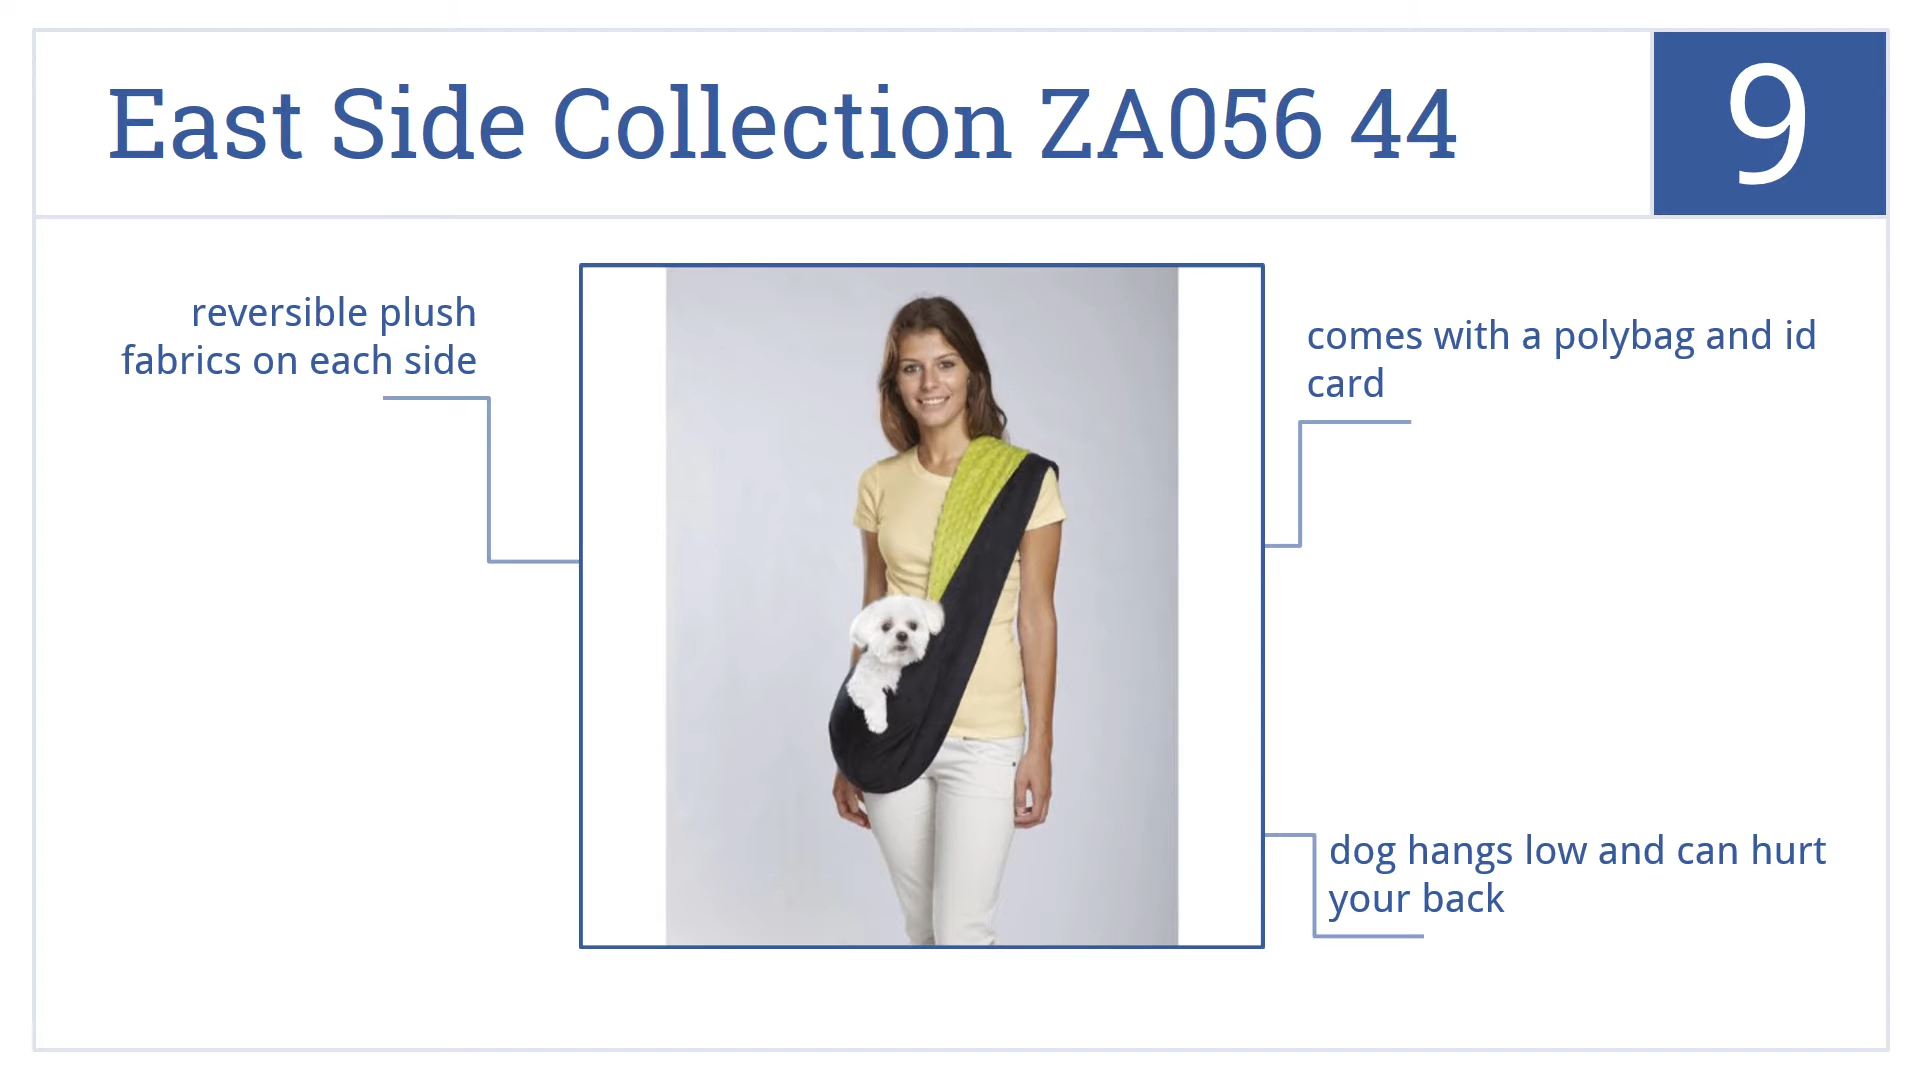 East Side Collection ZA056 44
9
reversible plush
fabrics on each side
comes with a polybag and id
card
dog hangs low and can hurt
your back